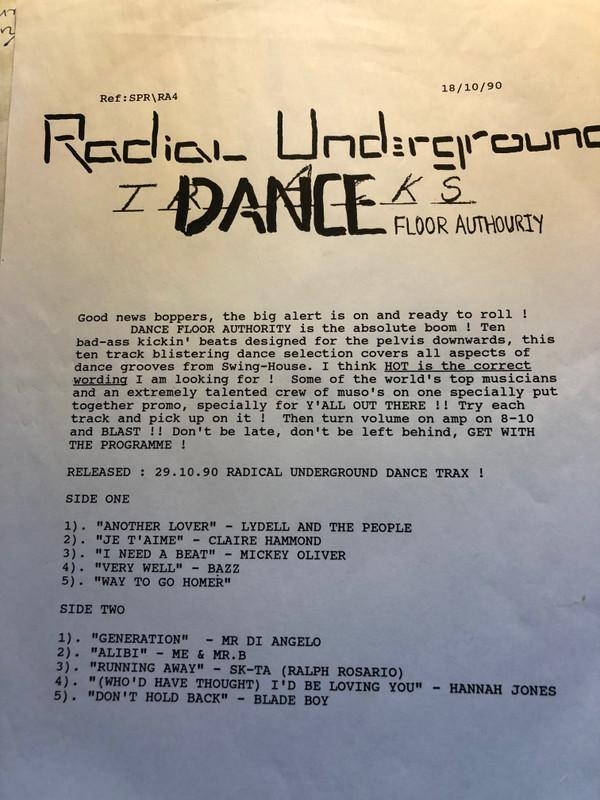 18/10/90
Ref:SPR\RA4
Radial Underground
DANCE FLOOR AUTHOURIY
Good news boppers, the big alert is on and ready to roll !
DANCE FLOOR AUTHORITY is the absolute boom ! Ten
bad-ass kickin' beats designed for the pelvis downwards, this
ten track blistering dance selection covers all aspects of
dance grooves from Swing-House. I think HOT is the correct
wording I am looking for ! Some of the world's top musicians
and an extremely talented crew of muso's on one specially put
together promo, specially for Y'ALL OUT THERE !! Try each
track and pick up on it ! Then turn volume on amp on 8-10
and BLAST !! Don't be late, don't be left behind, GET WITH
THE PROGRAMME !
RELEASED : 29.10.90 RADICAL UNDERGROUND DANCE TRAX !
SIDE ONE
1). "ANOTHER LOVER" - LYDELL AND THE PEOPLE
2). "JE T'AIME" - CLAIRE HAMMOND
3). "I NEED A BEAT" - MICKEY OLIVER
4). "VERY WELL" - BAZZ
5). "WAY TO GO HOMER"
SIDE TWO
1). "GENERATION" - MR DI ANGELO
2). "ALIBI" - ME & MR.B
3). "RUNNING AWAY" - SK-TA (RALPH ROSARIO)
4). "(WHO'D HAVE THOUGHT) I'D BE LOVING YOU" - HANNAH JONES
5). "DON'T HOLD BACK" - BLADE BOY